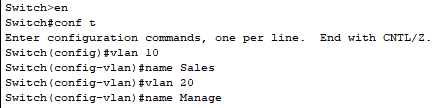 Switch>en
Switch#conf t
Enter configuration commands, one per line.  End with CNTL/Z.
Switch(config)#vlan 10
Switch(config-vlan)#name Sales
Switch(config-vlan)#vlan 20
Switch(config-vlan)#name Manage